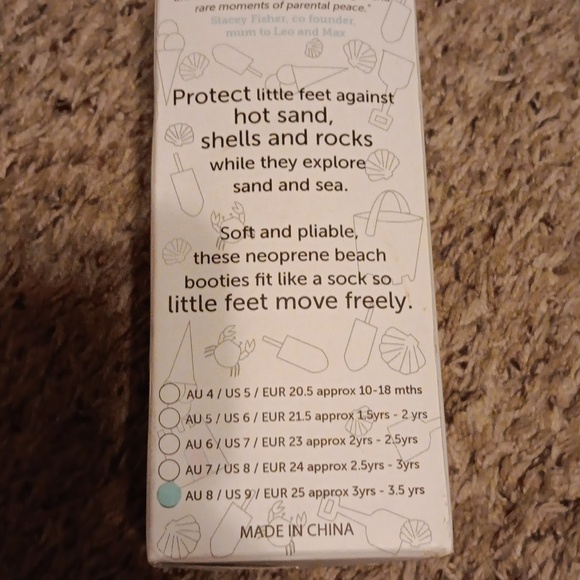 rare moments of parental peace."
Stacey Fisher, co founder,
mum to Leo and Max
Protect little feet against
hot sand,
shells and rocks
while they explore
sand and sea.
Soft and pliable,
these neoprene beach
booties fit like a sock so
little feet move freely.
AU 4 / US 5 / EUR 20.5 approx 10-18 mths
AU 5 / US 6 / EUR 21.5 approx 1.5yrs - 2 yrs
AU 6 / US 7 / EUR 23 approx 2yrs - 2.5yrs
AU 7 / US 8 / EUR 24 approx 2.5yrs - 3yrs
AU 8 / US 9 / EUR 25 approx 3yrs - 3.5 yrs
MADE IN CHINA